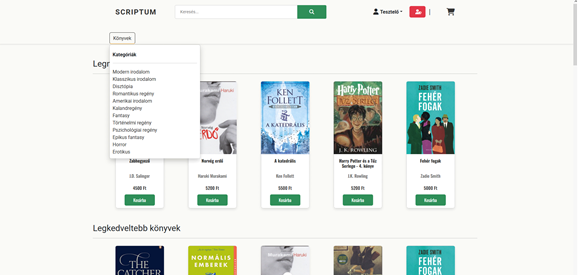 SCRIPTUM
Keresés...
Tesztelő
Könyvek
Kategóriák
Modern irodalom
Klasszikus irodalom
Disztópia
Romantikus regény
Amerikai irodalom
Kalandregény
Fantasy
Történelmi regény
Pszichológiai regény
Epikus fantasy
Horror
Erotikus
Legn
KEN
FOLLETT
A KATEDRÁLIS
Harry Potter
ZADIE SMITH
FEHÉR
FOGAK
Zabhegyező
Norvég erdő
A katedrális
Harry Potter és a Tűz
Serlege - 4. könyv
Fehér fogak
J.D. Salinger
Haruki Murakami
Ken Follett
J.K. Rowling
Zadie Smith
4500 Ft
5200 Ft
5500 Ft
5200 Ft
5000 Ft
Kosárba
Kosárba
Kosárba
Kosárba
Kosárba
Legkedveltebb könyvek
THE
CATCHER
NORMÁLIS
EMBEREK
KEN
FOLLETT
ZADIE SMITH
FEHÉR
FOGAK